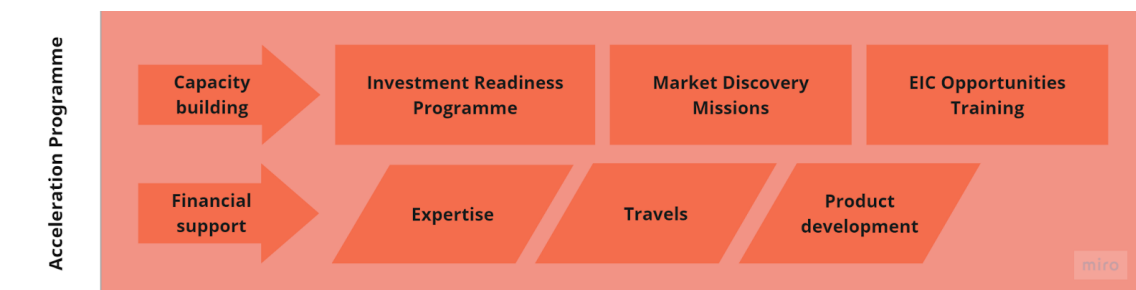 Acceleration Programme
Capacity
building
Investment Readiness
Programme
Market Discovery
Missions
EIC Opportunities
Training
Financial
support
Expertise
Travels
Product
development
miro